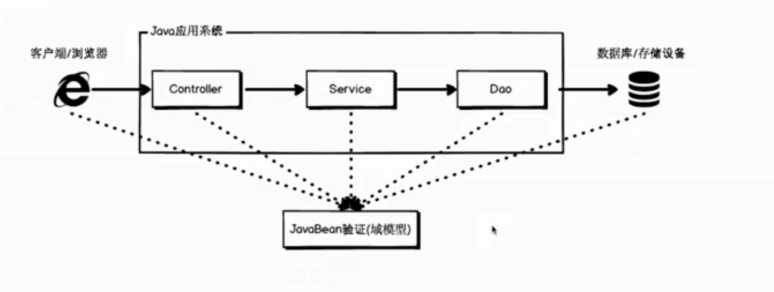 Java应用系统
客户端/浏览器
数据库/存储设备
Controller
Service
Dao
JavaBean验证(域模型)